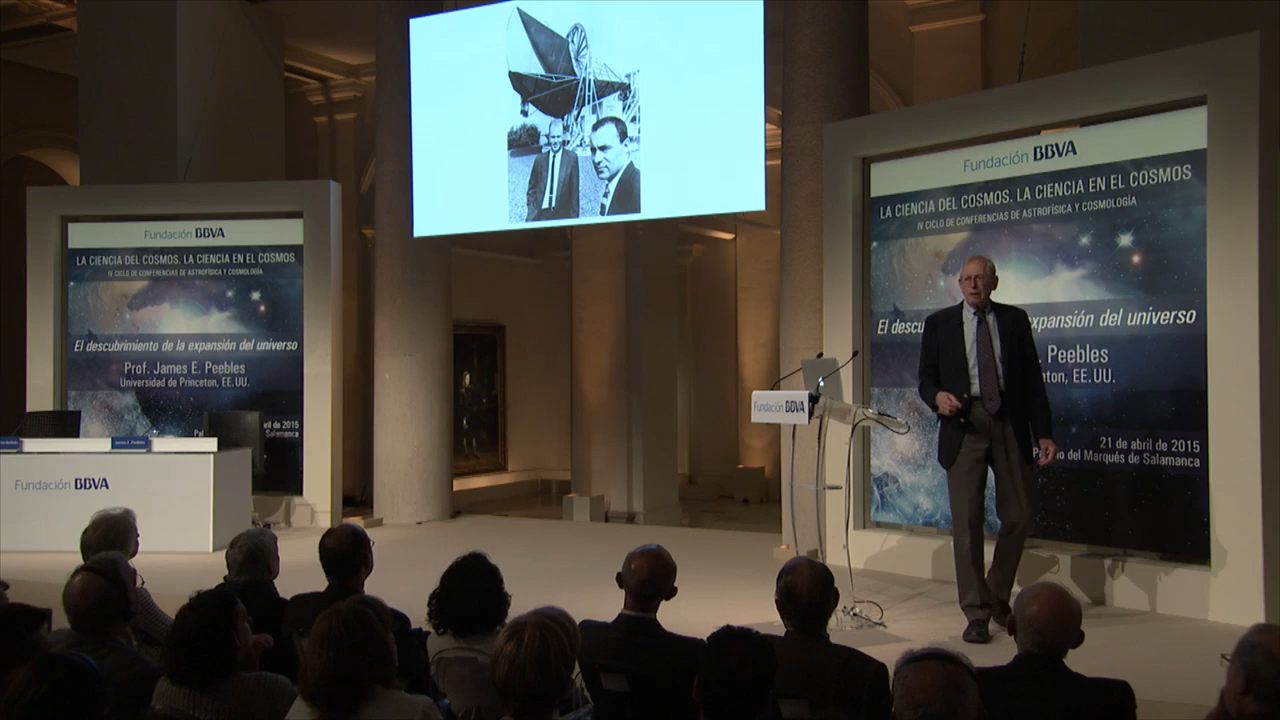 Fundación BBVA
LA CIENCIA DEL COSMOS. LA CIENCIA EN EL COSMOS
IV CICLO DE CONFERENCIAS DE ASTROFÍSICA Y COSMOLOGÍA
El descubrimiento de la expansión del universo
Prof. James E. Peebles
Universidad de Princeton, EE.UU.
abril de 2015
Salamanca
James E. Peebles
Fundación BBVA
Fundación BBVA
Fundación BBVA
LA CIENCIA DEL COSMOS. LA CIENCIA EN EL COSMOS
IV CICLO DE CONFERENCIAS DE ASTROFÍSICA Y COSMOLOGÍA
El descu expansión del universo
. Peebles
nton, EE.UU.
21 de abril de 2015
del Marqués de Salamanca